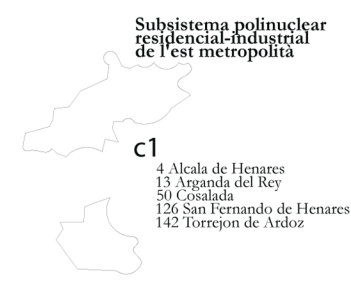 Subsistema polinuclear
residencial-industrial
de l'est metropolità
c1
4 Alcala de Henares
13 Arganda del Rey
50 Cosalada
126 San Fernando de Henares
142 Torrejon de Ardoz